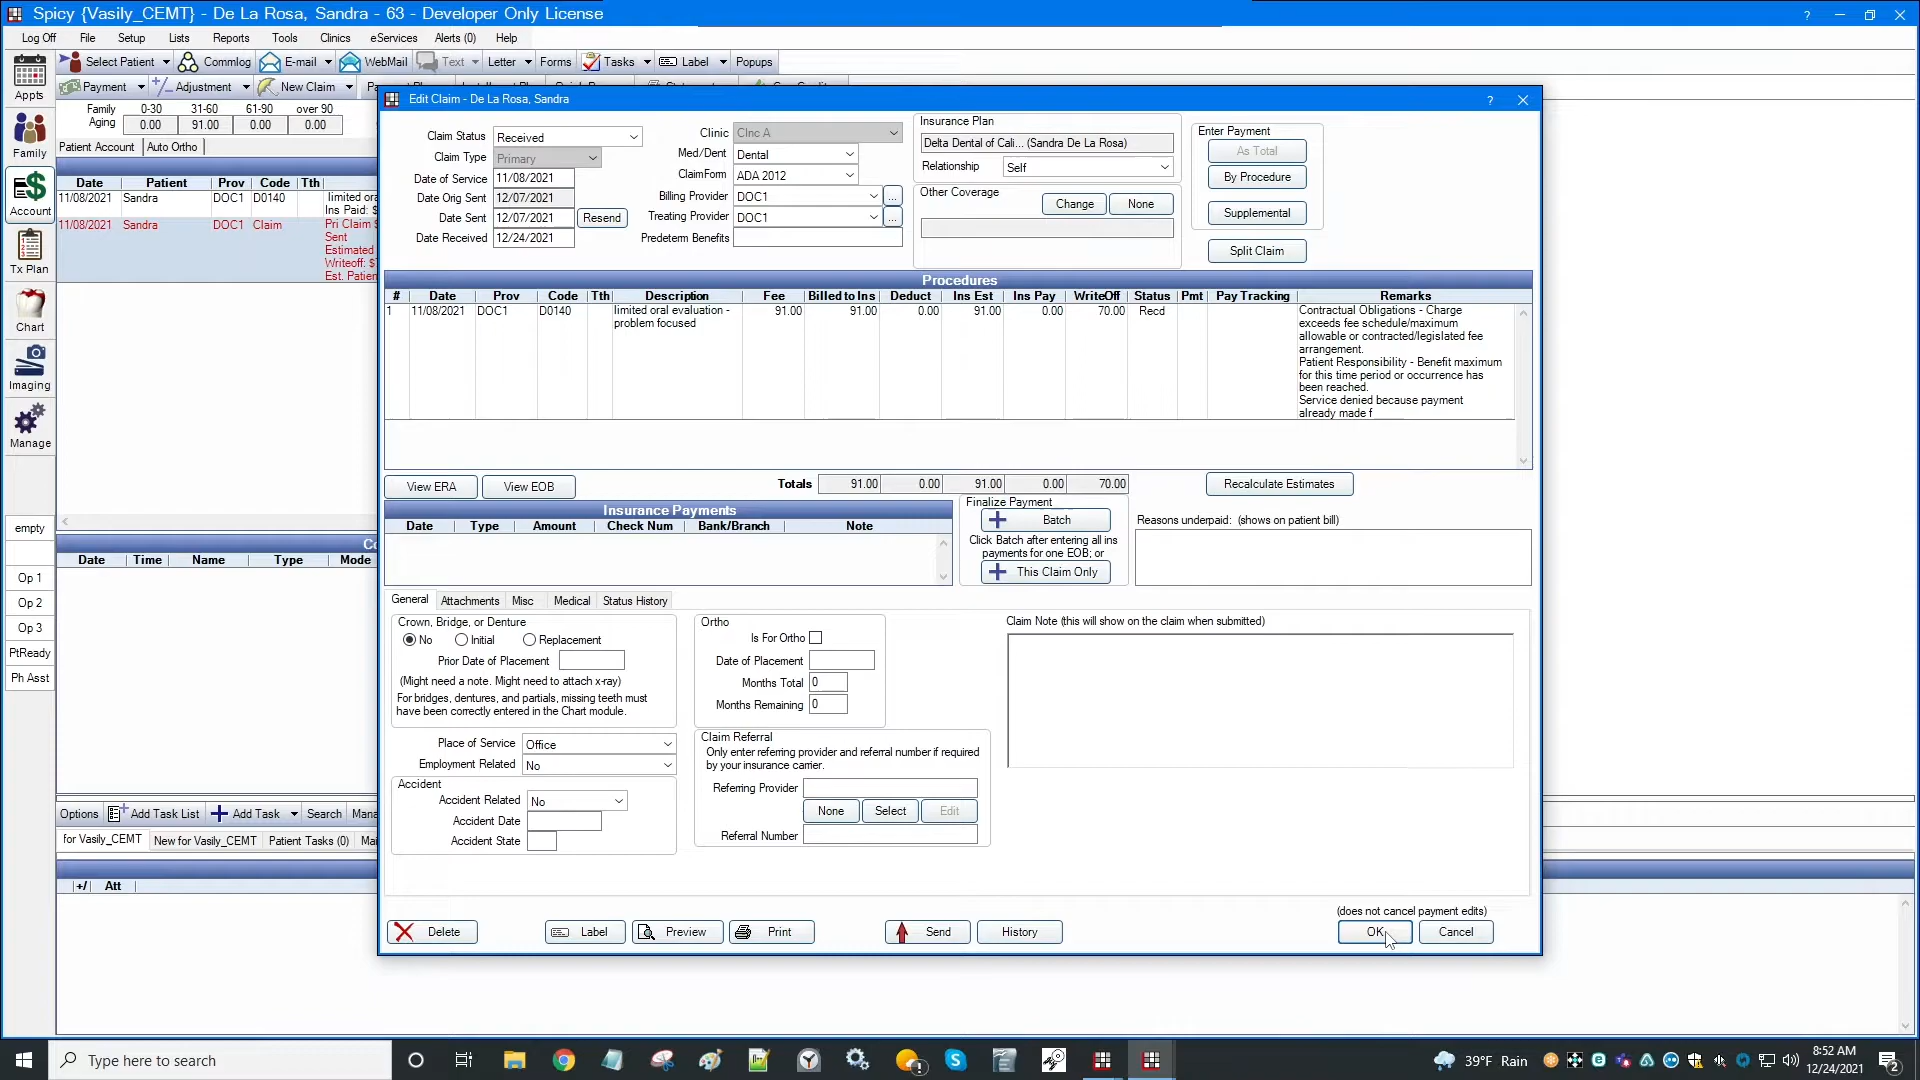 Spicy {Vasily_CEMT} - De La Rosa, Sandra - 63 - Developer Only License
Log Off File Setup Lists Reports Tools Clinics eServices Alerts (0) Help
Select Patient Commlog E-mail WebMail Text Letter Forms Tasks Label Popups
Payment Adjustment New Claim
Appts
Family
Account
Tx Plan
Chart
Imaging
Manage
empty
Op 1
Op 2
Op 3
PtReady
Ph Asst
Family Aging
0-30 31-60 61-90 over 90
0.00 91.00 0.00 0.00
Patient Account Auto Ortho
Date Patient Prov Code Tth
11/08/2021 Sandra DOC1 D0140 limited oral
Ins Paid: $
11/08/2021 Sandra DOC1 Claim Pri Claim $
Sent
Estimated
Writeoff: $
Est. Patien
Date Time Name Type Mode
Options Add Task List Add Task Search Mana
for Vasily_CEMT New for Vasily_CEMT Patient Tasks (0) Mai
+/ Att
Edit Claim - De La Rosa, Sandra
Claim Status Received
Claim Type Primary
Date of Service 11/08/2021
Date Orig Sent 12/07/2021
Date Sent 12/07/2021 Resend
Date Received 12/24/2021
Clinic Clnc A
Med/Dent Dental
ClaimForm ADA 2012
Billing Provider DOC1 ...
Treating Provider DOC1 ...
Predeterm Benefits
Insurance Plan
Delta Dental of Cali... (Sandra De La Rosa)
Relationship Self
Other Coverage Change None
Enter Payment
As Total
By Procedure
Supplemental
Split Claim
Procedures
# Date Prov Code Tth Description Fee Billed to Ins Deduct Ins Est Ins Pay WriteOff Status Pmt Pay Tracking Remarks
1 11/08/2021 DOC1 D0140 limited oral evaluation - problem focused 91.00 91.00 0.00 91.00 0.00 70.00 Recd
Contractual Obligations - Charge
exceeds fee schedule/maximum
allowable or contracted/legislated fee
arrangement.
Patient Responsibility - Benefit maximum
for this time period or occurrence has
been reached.
Service denied because payment
already made f
View ERA View EOB Totals 91.00 0.00 91.00 0.00 70.00 Recalculate Estimates
Insurance Payments
Date Type Amount Check Num Bank/Branch Note
Finalize Payment
Batch
Click Batch after entering all ins
payments for one EOB; or
This Claim Only
Reasons underpaid: (shows on patient bill)
General Attachments Misc Medical Status History
Crown, Bridge, or Denture
No Initial Replacement
Prior Date of Placement
(Might need a note. Might need to attach x-ray)
For bridges, dentures, and partials, missing teeth must
have been correctly entered in the Chart module.
Place of Service Office
Employment Related No
Accident
Accident Related No
Accident Date
Accident State
Ortho
Is For Ortho
Date of Placement
Months Total 0
Months Remaining 0
Claim Referral
Only enter referring provider and referral number if required
by your insurance carrier.
Referring Provider
None Select Edit
Referral Number
Claim Note (this will show on the claim when submitted)
(does not cancel payment edits)
Delete Label Preview Print Send History OK Cancel
Type here to search
39°F Rain
8:52 AM
12/24/2021
2